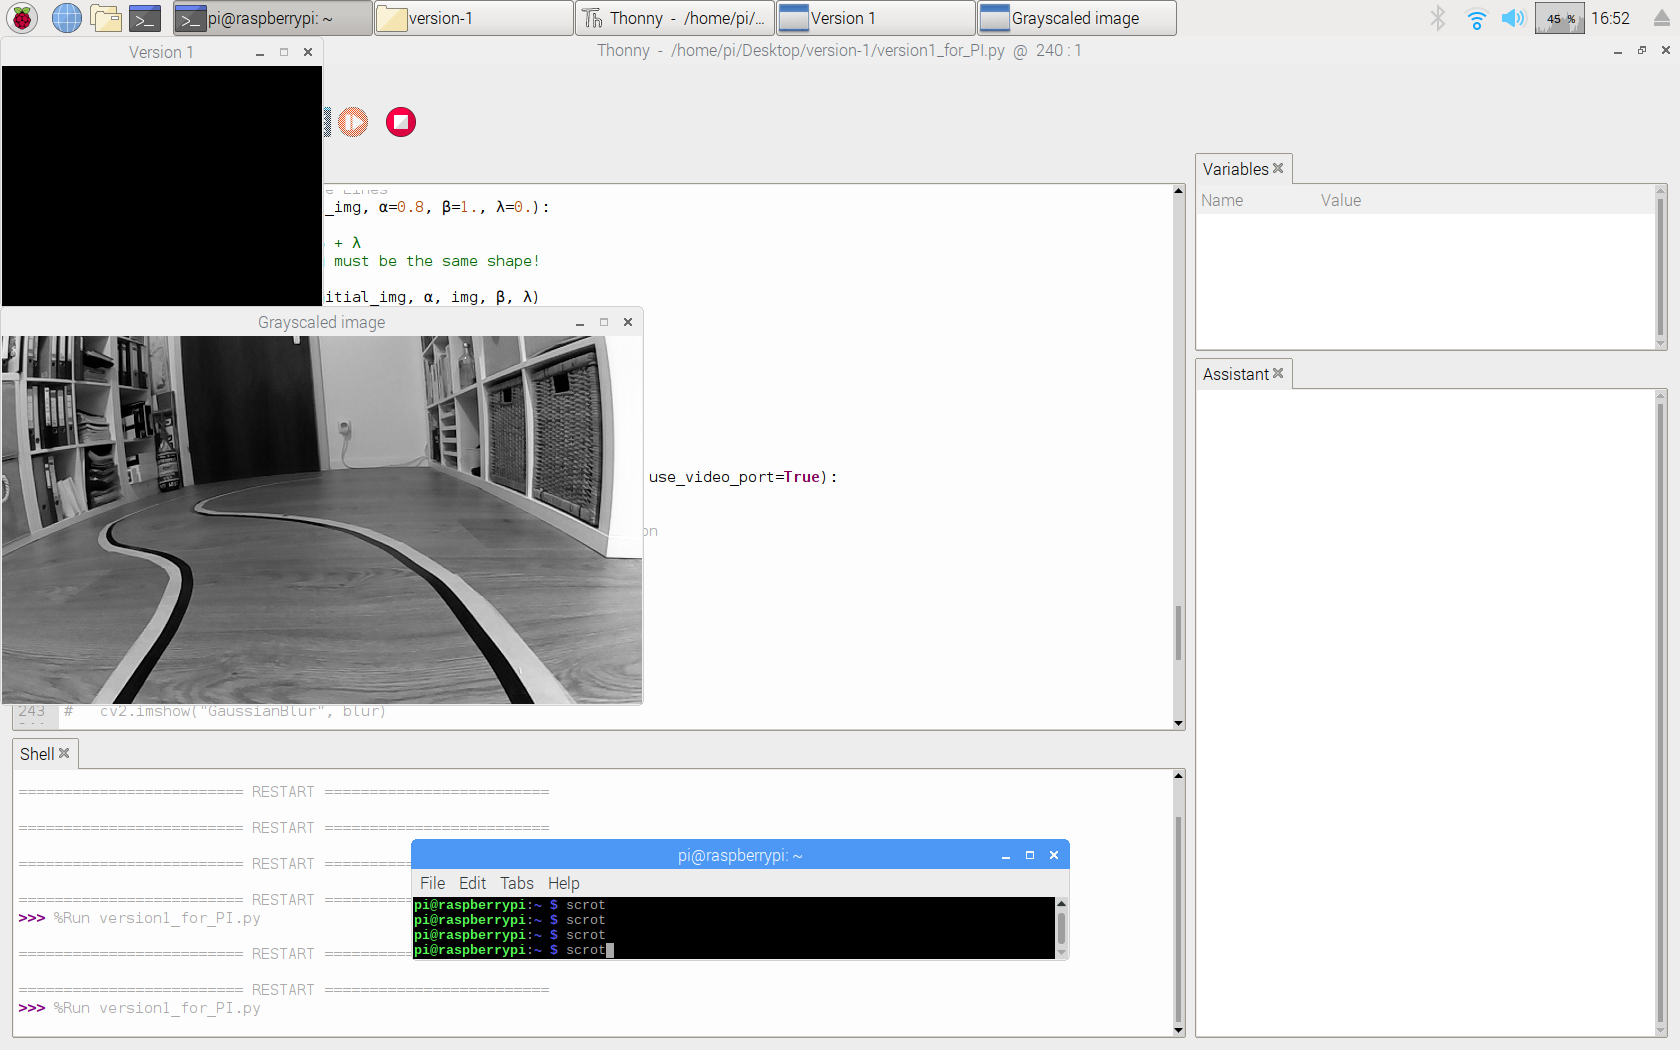 pi@raspberrypi: ~
version-1
Thonny - /home/pi/...
Version 1
Grayscaled image
45 %
16:52
Version 1
Thonny - /home/pi/Desktop/version-1/version1_for_PI.py @ 240 : 1
Variables
Name Value
e Lines
_img, α=0.8, β=1., λ=0.):
+ λ
must be the same shape!
itial_img, α, img, β, λ)
Grayscaled image
Assistant
use_video_port=True):
on
243 # cv2.imshow("GaussianBlur", blur)
Shell
========================= RESTART =========================
========================= RESTART =========================
========================= RESTART ==========
========================= RESTART ==========
>>> %Run version1_for_PI.py
========================= RESTART ==========
========================= RESTART =========================
>>> %Run version1_for_PI.py
pi@raspberrypi: ~
File Edit Tabs Help
pi@raspberrypi:~ $ scrot
pi@raspberrypi:~ $ scrot
pi@raspberrypi:~ $ scrot
pi@raspberrypi:~ $ scrot